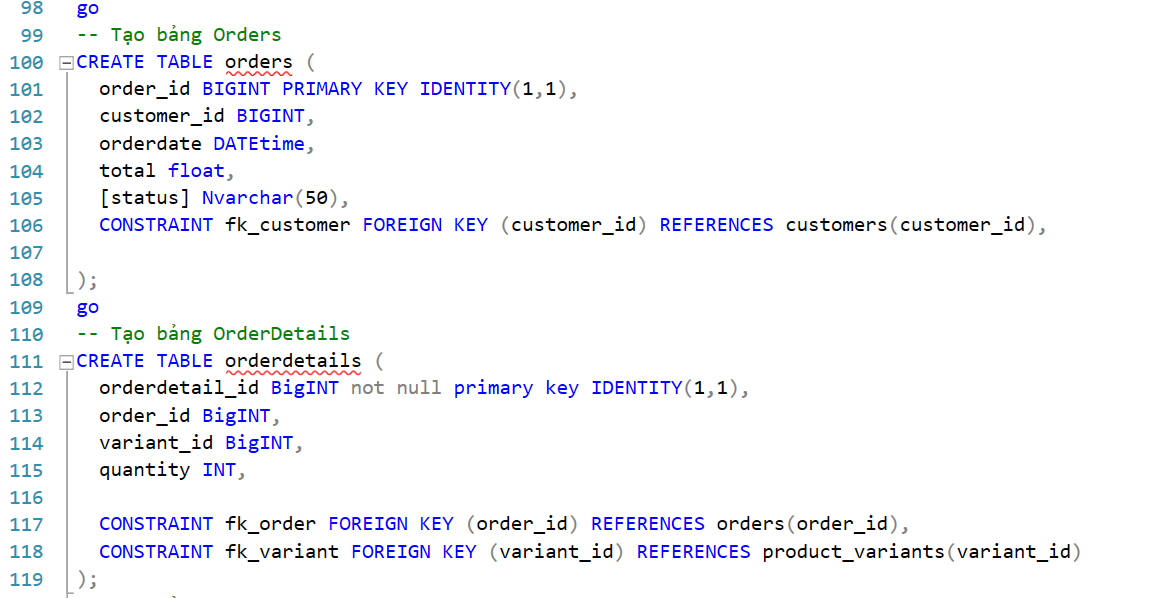 98 go
99 -- Tạo bảng Orders
100 CREATE TABLE orders (
101 order_id BIGINT PRIMARY KEY IDENTITY(1,1),
102 customer_id BIGINT,
103 orderdate DATEtime,
104 total float,
105 [status] Nvarchar(50),
106 CONSTRAINT fk_customer FOREIGN KEY (customer_id) REFERENCES customers(customer_id),
107
108 );
109 go
110 -- Tạo bảng OrderDetails
111 CREATE TABLE orderdetails (
112 orderdetail_id BigINT not null primary key IDENTITY(1,1),
113 order_id BigINT,
114 variant_id BigINT,
115 quantity INT,
116
117 CONSTRAINT fk_order FOREIGN KEY (order_id) REFERENCES orders(order_id),
118 CONSTRAINT fk_variant FOREIGN KEY (variant_id) REFERENCES product_variants(variant_id)
119 );